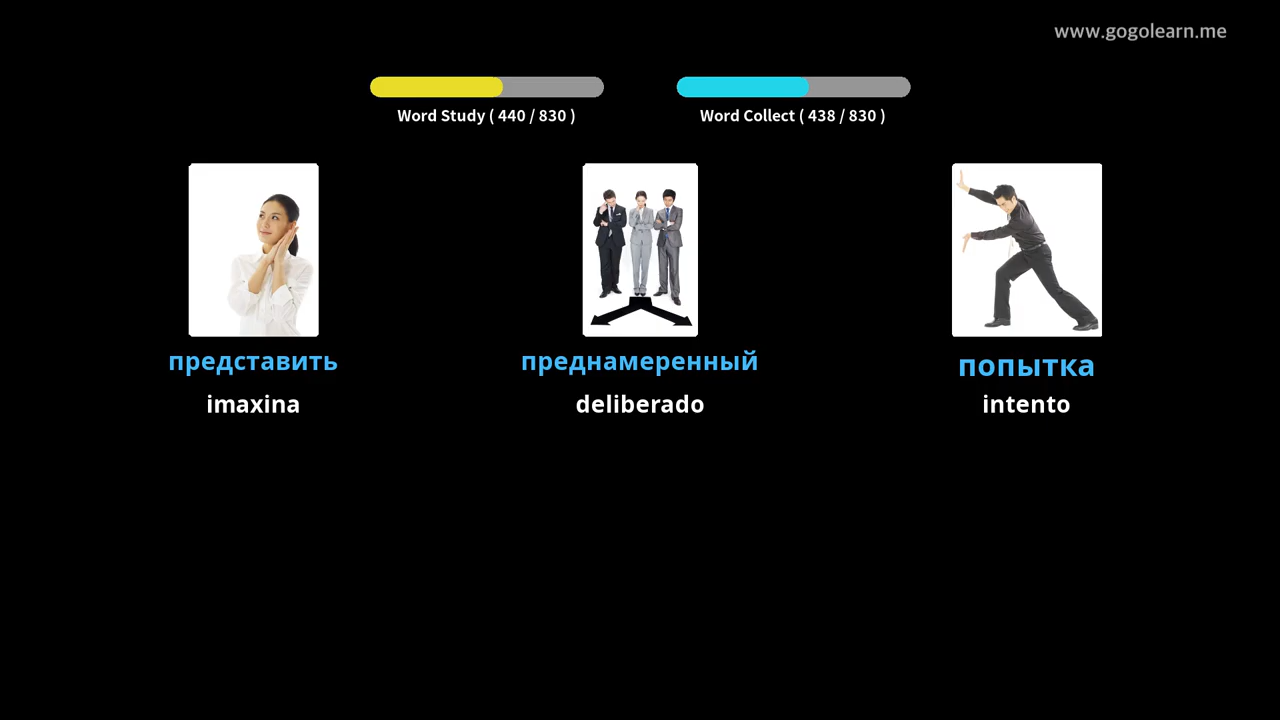 www.gogolearn.me
Word Study ( 440 / 830 )
Word Collect ( 438 / 830 )
представить
преднамеренный
попытка
imaxina
deliberado
intento